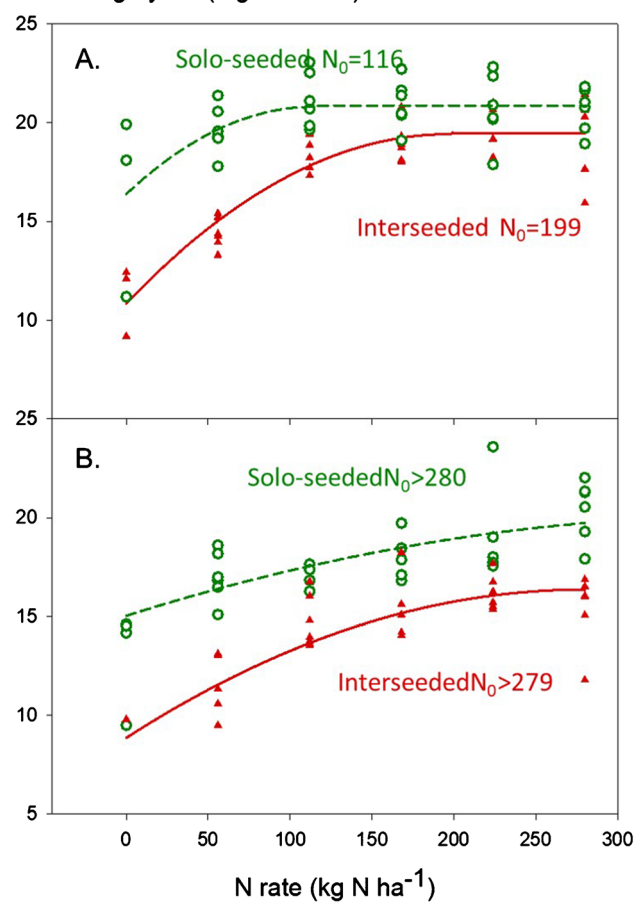 25
A.
Solo-seeded N₀=116
20
Interseeded N₀=199
15
10
25
B.
Solo-seededN₀>280
20
15
InterseededN₀>279
10
5
0 50 100 150 200 250 300
N rate (kg N ha⁻¹)